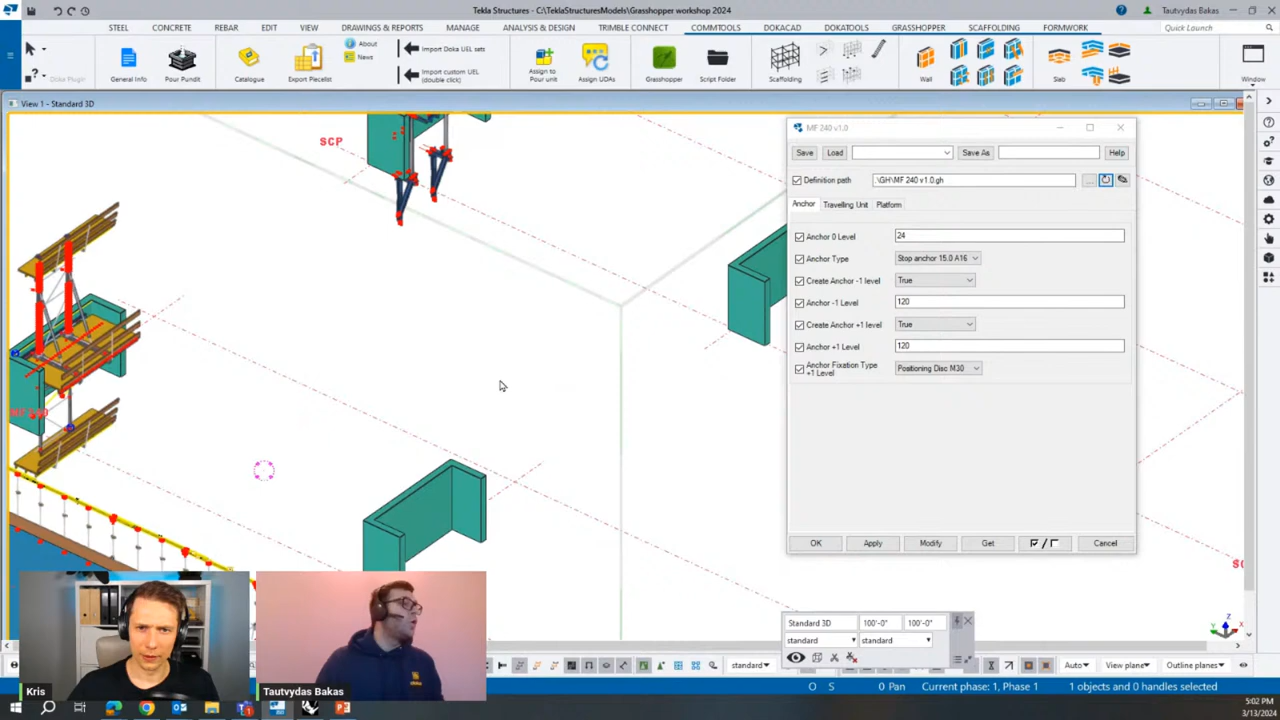 Tekla Structures - C:\TeklaStructuresModels\Grasshopper workshop 2024
Tautvydas Bakas
STEEL CONCRETE REBAR EDIT VIEW DRAWINGS & REPORTS MANAGE ANALYSIS & DESIGN TRIMBLE CONNECT COMMTOOLS DOKACAD DOKATOOLS GRASSHOPPER SCAFFOLDING FORMWORK Quick Launch
About
News
Import Doka UEL sets
Import custom UEL (double click)
Doka Plugin
General Info
Pour Pundit
Catalogue
Export Piecelist
Assign to Pour unit
Assign UDAs
Grasshopper
Script Folder
Scaffolding
Wall
Slab
Window
View 1 - Standard 3D
SCP
MF 240 v1.0
Save Load Save As Help
Definition path .\GH\MF 240 v1.0.gh ...
Anchor Travelling Unit Platform
Anchor 0 Level 24
Anchor Type Stop anchor 15.0 A16
Create Anchor -1 level True
Anchor -1 Level 120
Create Anchor +1 level True
Anchor +1 Level 120
Anchor Fixation Type +1 Level Positioning Disc M30
OK Apply Modify Get / Cancel
Standard 3D 100'-0" 100'-0"
standard standard
Z
X
Y
Kris
Tautvydas Bakas
standard
Auto View plane Outline planes
O S 0 Pan Current phase: 1, Phase 1 1 objects and 0 handles selected
5:02 PM
3/13/2024